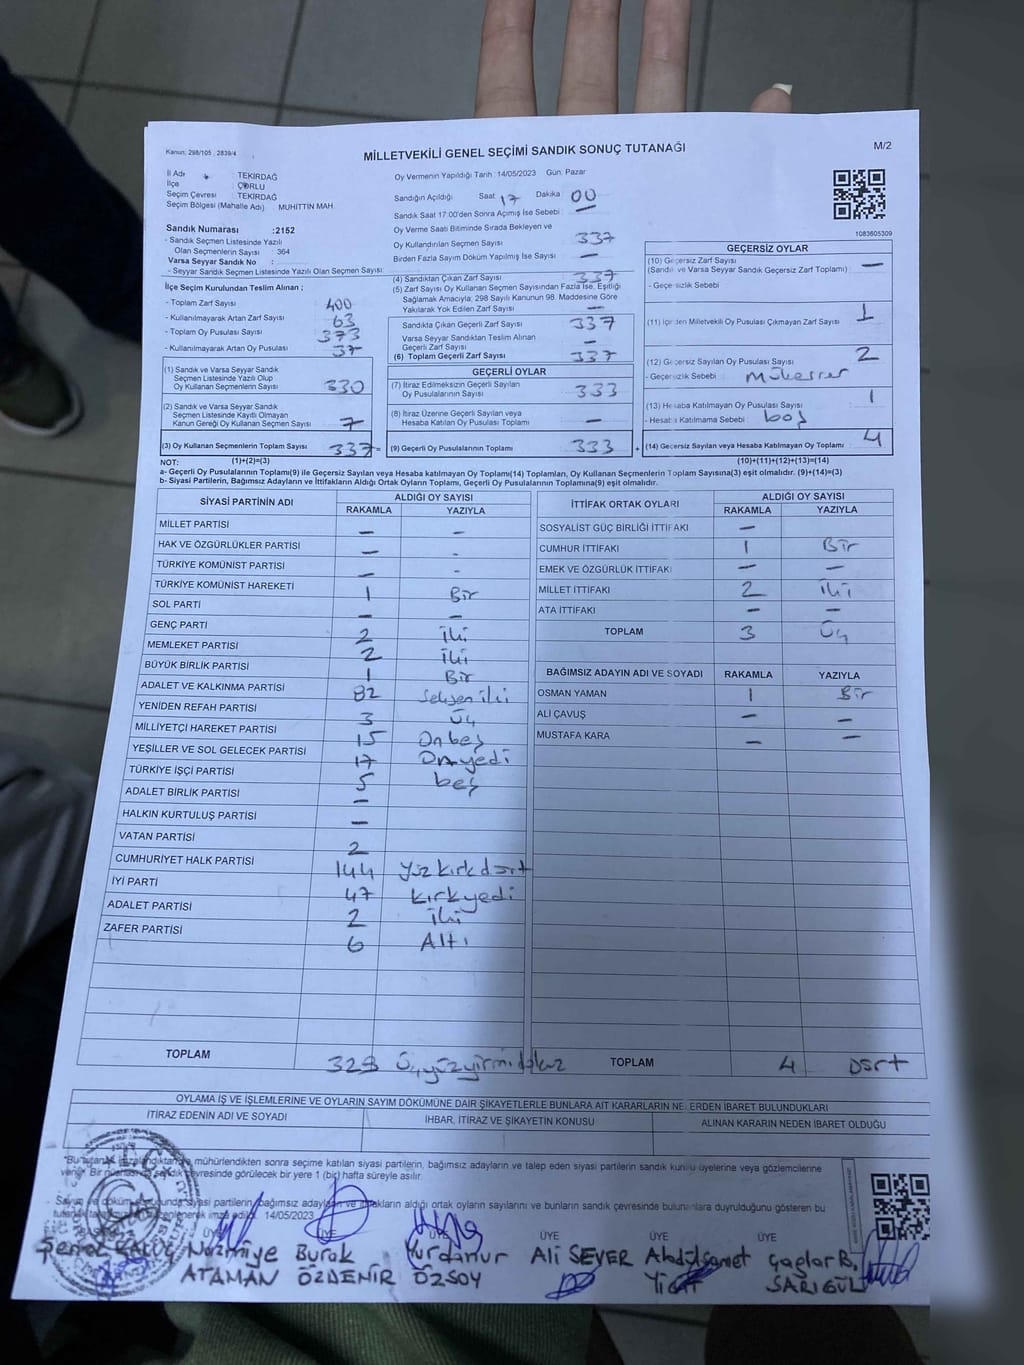 Kanun: 298/105 , 2839/4
MİLLETVEKİLİ GENEL SEÇİMİ SANDIK SONUÇ TUTANAĞI
M/2
İl Adı : TEKİRDAĞ
İlçe : ÇORLU
Seçim Çevresi : TEKİRDAĞ
Seçim Bölgesi (Mahalle Adı) : MUHİTTİN MAH.
Oy Vermenin Yapıldığı Tarih : 14/05/2023 Gün: Pazar
Sandığın Açıldığı Saat 17 Dakika 00
Sandık Saat 17:00'den Sonra Açımış İse Sebebi
Oy Verme Saati Bitiminde Sırada Bekleyen ve
Oy Kullandırılan Seçmen Sayısı 337
Birden Fazla Sayım Döküm Yapılmış İse Sayısı —
1083605309
Sandık Numarası :2152
- Sandık Seçmen Listesinde Yazılı
Olan Seçmenlerin Sayısı : 364
Varsa Seyyar Sandık No :
- Seyyar Sandık Seçmen Listesinde Yazılı Olan Seçmen Sayısı:
İlçe Seçim Kurulundan Teslim Alınan ;
- Toplam Zarf Sayısı 400
- Kullanılmayarak Artan Zarf Sayısı 63
- Toplam Oy Pusulası Sayısı 373
- Kullanılmayarak Artan Oy Pusulası 37
(1) Sandık ve Varsa Seyyar Sandık
Seçmen Listesinde Yazılı Olup
Oy Kullanan Seçmenlerin Sayısı 330
(2) Sandık ve Varsa Seyyar Sandık
Seçmen Listesinde Kayıtlı Olmayan
Kanun Gereği Oy Kullanan Seçmen Sayısı 7
(3) Oy Kullanan Seçmenlerin Toplam Sayısı 337
(4) Sandıktan Çıkan Zarf Sayısı 337
(5) Zarf Sayısı Oy Kullanan Seçmen Sayısından Fazla İse, Eşitliği
Sağlamak Amacıyla; 298 Sayılı Kanunun 98. Maddesine Göre
Yakılarak Yok Edilen Zarf Sayısı —
Sandıkta Çıkan Geçerli Zarf Sayısı 337
Varsa Seyyar Sandıktan Teslim Alınan
Geçerli Zarf Sayısı —
(6) Toplam Geçerli Zarf Sayısı 337
GEÇERLİ OYLAR
(7) İtiraz Edilmeksizin Geçerli Sayılan
Oy Pusulalarının Sayısı 333
(8) İtiraz Üzerine Geçerli Sayılan veya
Hesaba Katılan Oy Pusulası Toplamı —
= (9) Geçerli Oy Pusulalarının Toplamı 333
GEÇERSİZ OYLAR
(10) Geçersiz Zarf Sayısı
(Sandık ve Varsa Seyyar Sandık Geçersiz Zarf Toplamı) —
- Geçersizlik Sebebi
(11) İçinden Milletvekili Oy Pusulası Çıkmayan Zarf Sayısı 1
(12) Geçersiz Sayılan Oy Pusulası Sayısı 2
- Geçersizlik Sebebi mükerrer
(13) Hesaba Katılmayan Oy Pusulası Sayısı 1
- Hesaba Katılmama Sebebi boş
+ (14) Gecersiz Sayılan veya Hesaba Katılmayan Oy Toplamı 4
NOT: (1)+(2)=(3) (10)+(11)+(12)+(13)=(14)
a- Geçerli Oy Pusulalarının Toplamı(9) ile Geçersiz Sayılan veya Hesaba katılmayan Oy Toplamı(14) Toplamları, Oy Kullanan Seçmenlerin Toplam Sayısına(3) eşit olmalıdır. (9)+(14)=(3)
b- Siyasi Partilerin, Bağımsız Adayların ve İttifakların Aldığı Ortak Oyların Toplamı, Geçerli Oy Pusulalarının Toplamına(9) eşit olmalıdır.
SİYASİ PARTİNİN ADI ALDIĞI OY SAYISI
RAKAMLA YAZIYLA
MİLLET PARTİSİ — —
HAK VE ÖZGÜRLÜKLER PARTİSİ — -
TÜRKİYE KOMÜNİST PARTİSİ — -
TÜRKİYE KOMÜNİST HAREKETİ 1 Bir
SOL PARTİ — —
GENÇ PARTİ 2 iki
MEMLEKET PARTİSİ 2 iki
BÜYÜK BİRLİK PARTİSİ 1 Bir
ADALET VE KALKINMA PARTİSİ 82 seksen iki
YENİDEN REFAH PARTİSİ 3 Üç
MİLLİYETÇİ HAREKET PARTİSİ 15 Onbeş
YEŞİLLER VE SOL GELECEK PARTİSİ 17 Onyedi
TÜRKİYE İŞÇİ PARTİSİ 5 beş
ADALET BİRLİK PARTİSİ —
HALKIN KURTULUŞ PARTİSİ —
VATAN PARTİSİ 2
CUMHURİYET HALK PARTİSİ 144 yüz kırk dört
İYİ PARTİ 47 kırkyedi
ADALET PARTİSİ 2 iki
ZAFER PARTİSİ 6 Altı
TOPLAM 329 Üçyüzyirmidokuz
İTTİFAK ORTAK OYLARI ALDIĞI OY SAYISI
RAKAMLA YAZIYLA
SOSYALİST GÜÇ BİRLİĞİ İTTİFAKI —
CUMHUR İTTİFAKI 1 Bir
EMEK VE ÖZGÜRLÜK İTTİFAKI — —
MİLLET İTTİFAKI 2 iki
ATA İTTİFAKI — —
TOPLAM 3 Üç
BAĞIMSIZ ADAYIN ADI VE SOYADI RAKAMLA YAZIYLA
OSMAN YAMAN 1 Bir
ALİ ÇAVUŞ — —
MUSTAFA KARA — —
TOPLAM 4 Dört
OYLAMA İŞ VE İŞLEMLERİNE VE OYLARIN SAYIM DÖKÜMÜNE DAİR ŞİKAYETLERLE BUNLARA AİT KARARLARIN NELERDEN İBARET BULUNDUKLARI
İTİRAZ EDENİN ADI VE SOYADI İHBAR, İTİRAZ VE ŞİKAYETİN KONUSU ALINAN KARARIN NEDEN İBARET OLDUĞU
mühürlendikten sonra seçime katılan siyasi partilerin, bağımsız adayların ve talep eden siyasi partilerin sandık kurulu üyelerine veya gözlemcilerine
çevresinde görülecek bir yere 1 (bir) hafta süreyle asılır.
siyasi partilerin, bağımsız adayların ve ittifakların aldığı ortak oyların sayılarını ve bunların sandık çevresinde bulunanlara duyrulduğunu gösteren bu
düzenlenerek imza edildi. 14/05/2023
ÜYE ÜYE ÜYE ÜYE ÜYE
Nazmiye Burak Nurdanur Ali SEVER Abdülsamet Çağlar B.
ATAMAN ÖZDEMİR ÖZSOY YİĞİT SARIGÜL